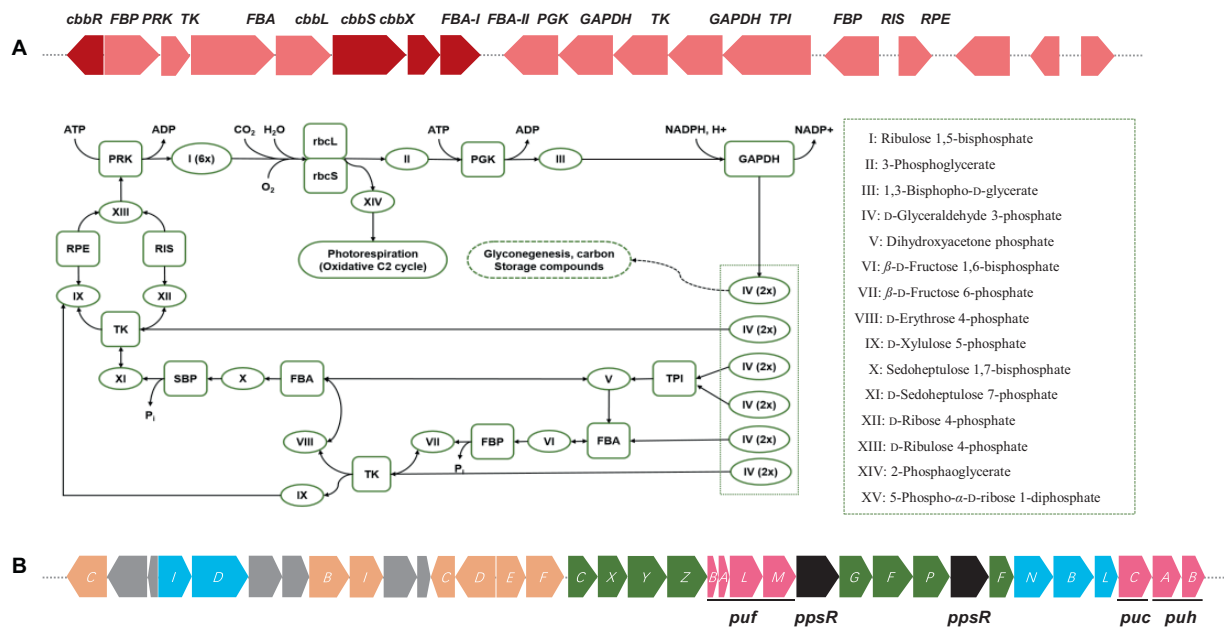 cbbR FBP PRK TK FBA cbbL cbbS cbbX FBA-I FBA-II PGK GAPDH TK GAPDH TPI FBP RIS RPE
A
ATP ADP CO2 H2O rbcL ATP ADP NADPH, H+ NADP+
PRK I (6x) II PGK III GAPDH
O2 rbcS
XIV
XIII
RPE RIS
Photorespiration
(Oxidative C2 cycle)
Glyconegenesis, carbon
Storage compounds
IX XII IV (2x)
TK IV (2x)
XI SBP X FBA V TPI IV (2x)
Pi IV (2x)
VIII VII FBP VI FBA IV (2x)
Pi
TK IV (2x)
IX
I: Ribulose 1,5-bisphosphate
II: 3-Phosphoglycerate
III: 1,3-Bisphopho-D-glycerate
IV: D-Glyceraldehyde 3-phosphate
V: Dihydroxyacetone phosphate
VI: β-D-Fructose 1,6-bisphosphate
VII: β-D-Fructose 6-phosphate
VIII: D-Erythrose 4-phosphate
IX: D-Xylulose 5-phosphate
X: Sedoheptulose 1,7-bisphosphate
XI: D-Sedoheptulose 7-phosphate
XII: D-Ribose 4-phosphate
XIII: D-Ribulose 4-phosphate
XIV: 2-Phosphaoglycerate
XV: 5-Phospho-α-D-ribose 1-diphosphate
B
C I D B I C D E F C X Y Z B A L M G F P F N B L C A B
puf ppsR ppsR puc puh